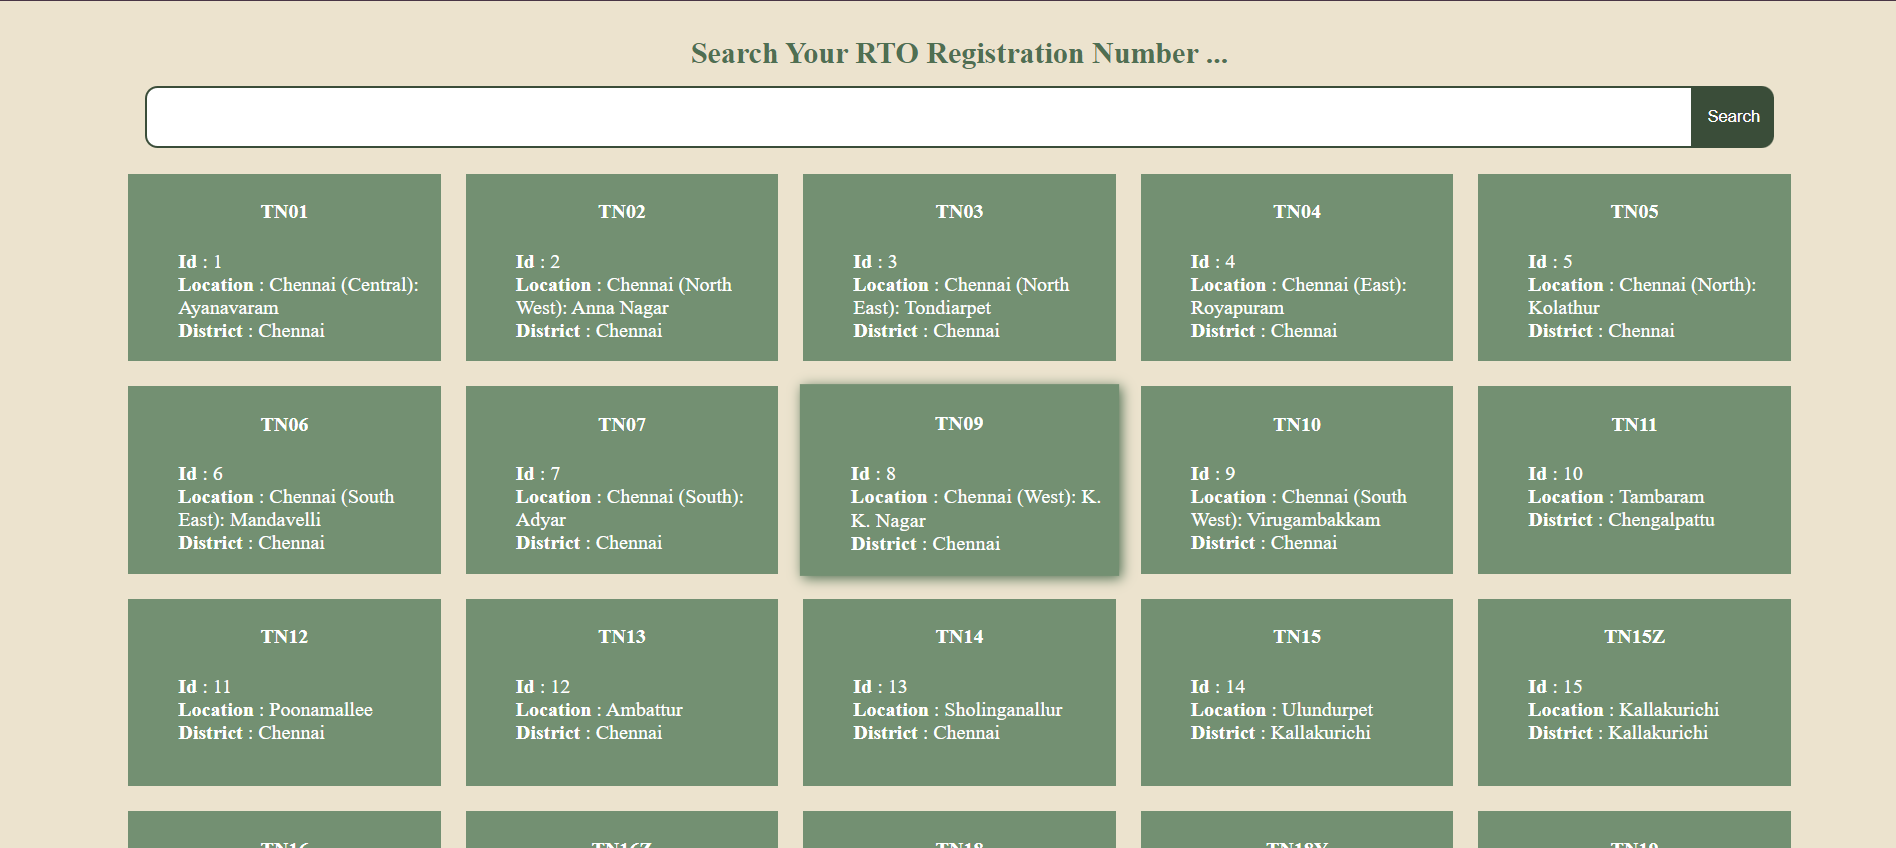 Search Your RTO Registration Number ...
Search
TN01
Id : 1
Location : Chennai (Central):
Ayanavaram
District : Chennai
TN02
Id : 2
Location : Chennai (North
West): Anna Nagar
District : Chennai
TN03
Id : 3
Location : Chennai (North
East): Tondiarpet
District : Chennai
TN04
Id : 4
Location : Chennai (East):
Royapuram
District : Chennai
TN05
Id : 5
Location : Chennai (North):
Kolathur
District : Chennai
TN06
Id : 6
Location : Chennai (South
East): Mandavelli
District : Chennai
TN07
Id : 7
Location : Chennai (South):
Adyar
District : Chennai
TN09
Id : 8
Location : Chennai (West): K.
K. Nagar
District : Chennai
TN10
Id : 9
Location : Chennai (South
West): Virugambakkam
District : Chennai
TN11
Id : 10
Location : Tambaram
District : Chengalpattu
TN12
Id : 11
Location : Poonamallee
District : Chennai
TN13
Id : 12
Location : Ambattur
District : Chennai
TN14
Id : 13
Location : Sholinganallur
District : Chennai
TN15
Id : 14
Location : Ulundurpet
District : Kallakurichi
TN15Z
Id : 15
Location : Kallakurichi
District : Kallakurichi
TN16
TN16Z
TN18
TN18Y
TN19